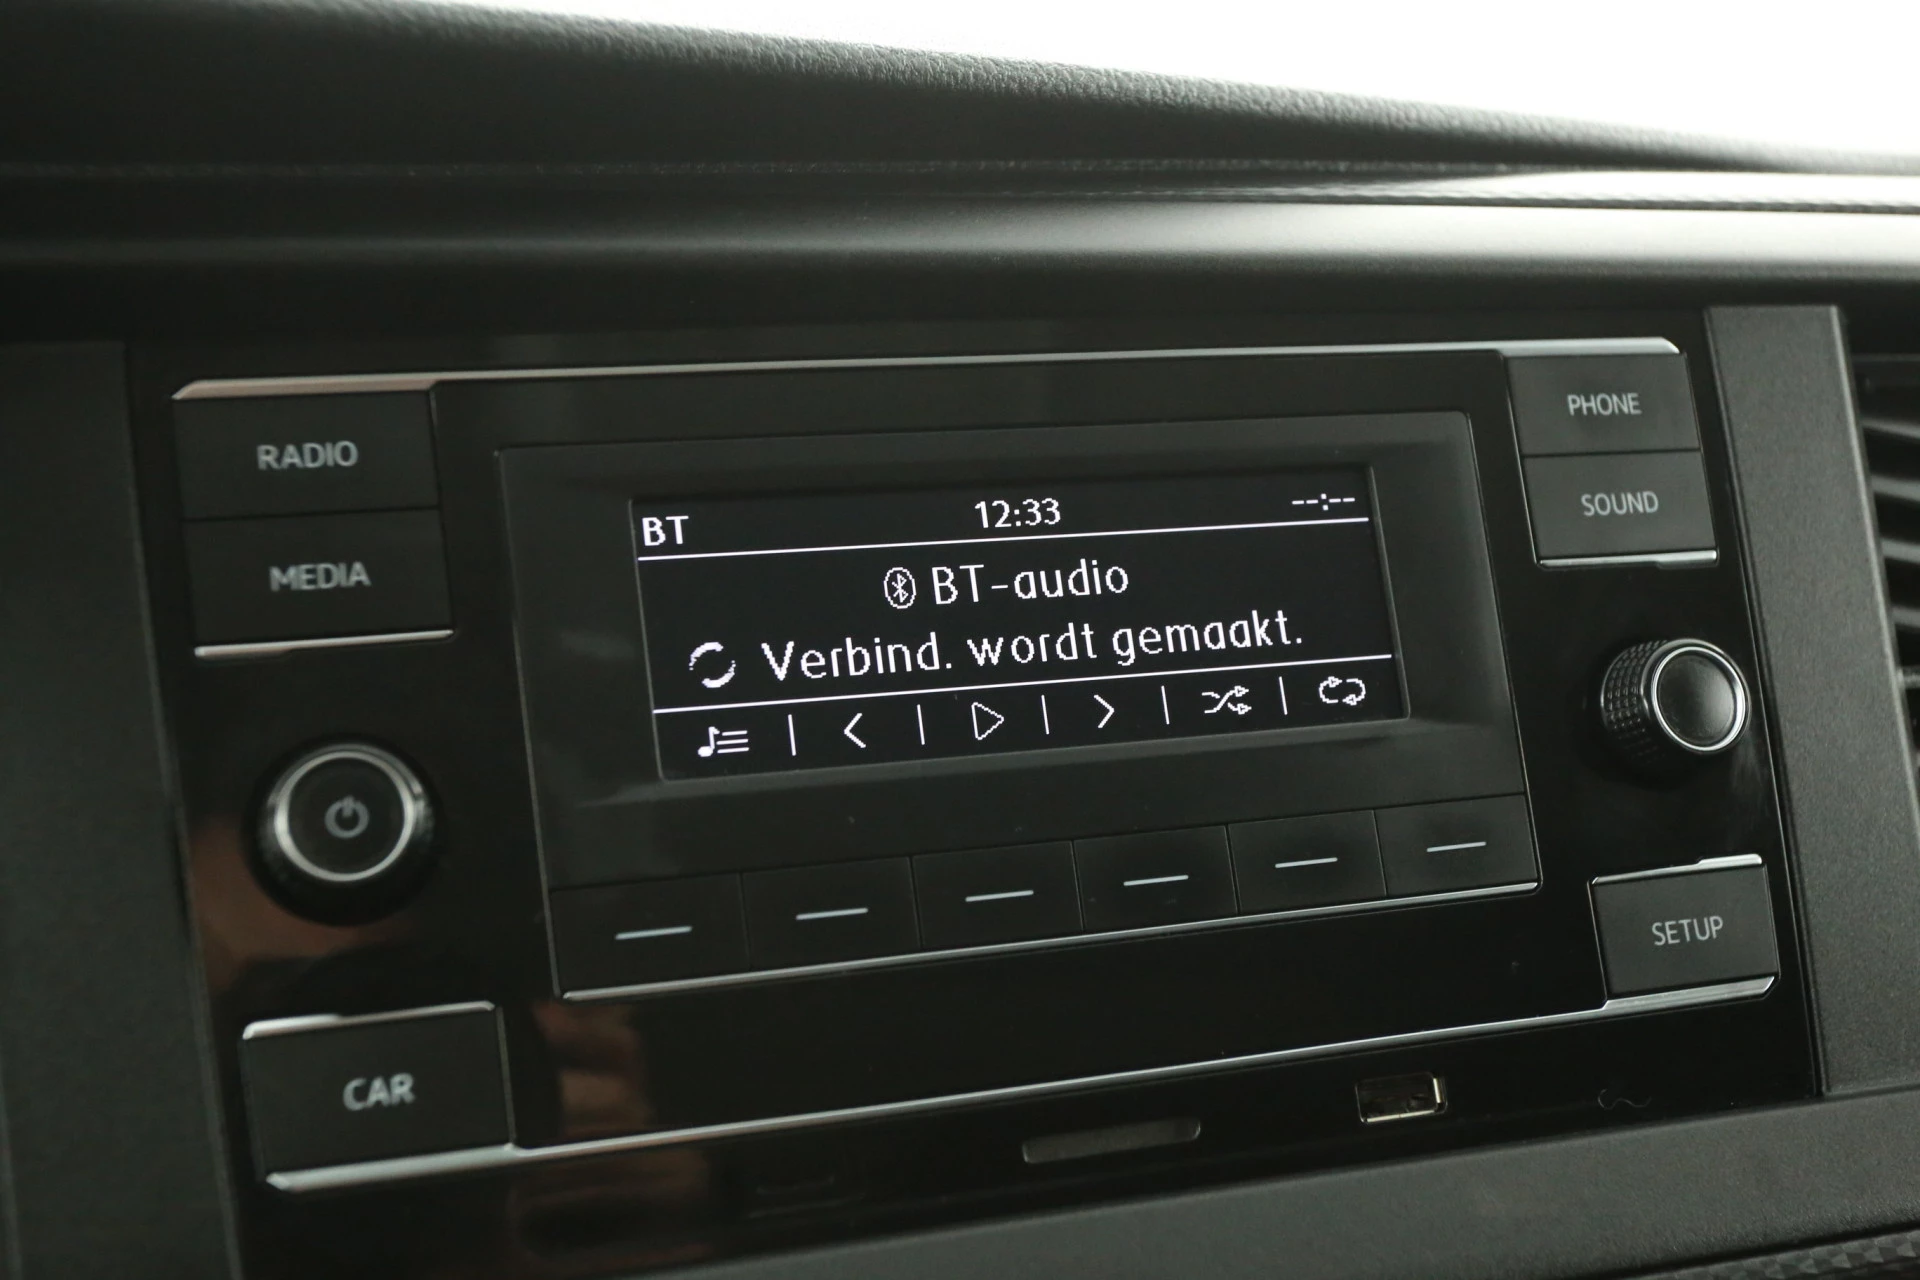 RADIO
MEDIA
BT 12:33 --:--
BT-audio
Verbind. wordt gemaakt.
PHONE
SOUND
SETUP
CAR